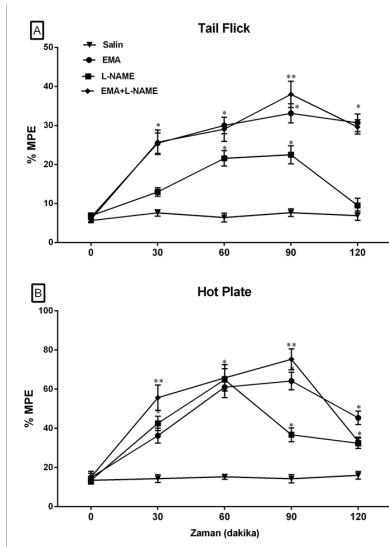 A
Tail Flick
Salin
EMA
L-NAME
EMA+L-NAME
% MPE
50
40
30
20
10
0
* * ** * * * *
0 30 60 90 120
B
Hot Plate
% MPE
100
80
60
40
20
0
** * ** * * *
0 30 60 90 120
Zaman (dakika)